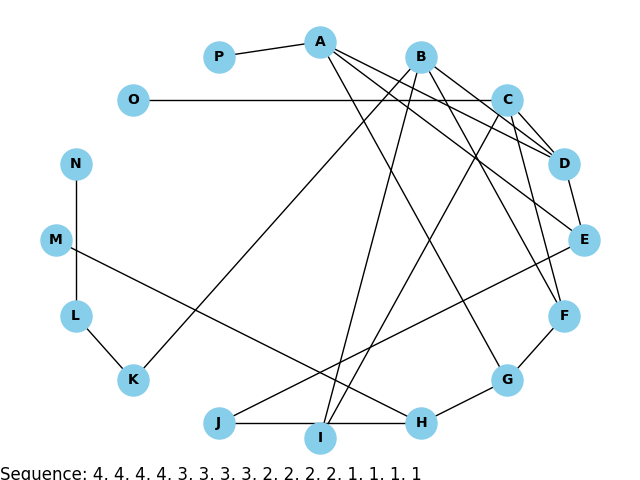 A
B
P
O
C
N
D
M
E
L
F
K
G
J
H
I
Sequence: 4, 4, 4, 4, 3, 3, 3, 3, 2, 2, 2, 2, 1, 1, 1, 1